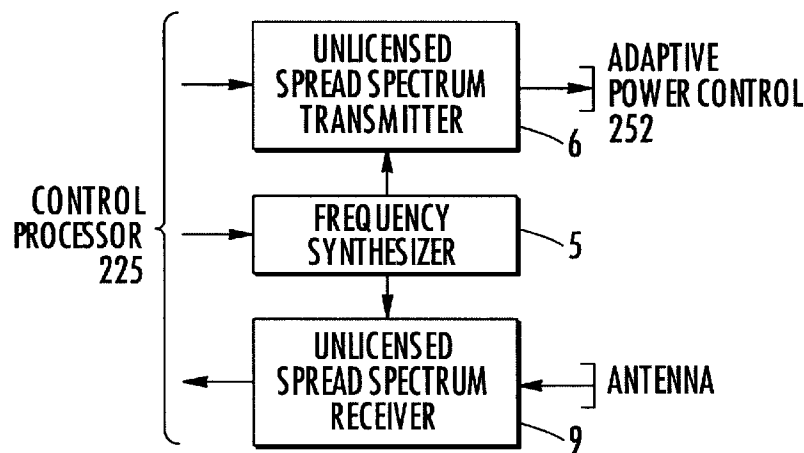 UNLICENSED
SPREAD SPECTRUM
TRANSMITTER
6
ADAPTIVE
POWER CONTROL
252
CONTROL
PROCESSOR
225
FREQUENCY
SYNTHESIZER
5
UNLICENSED
SPREAD SPECTRUM
RECEIVER
9
ANTENNA